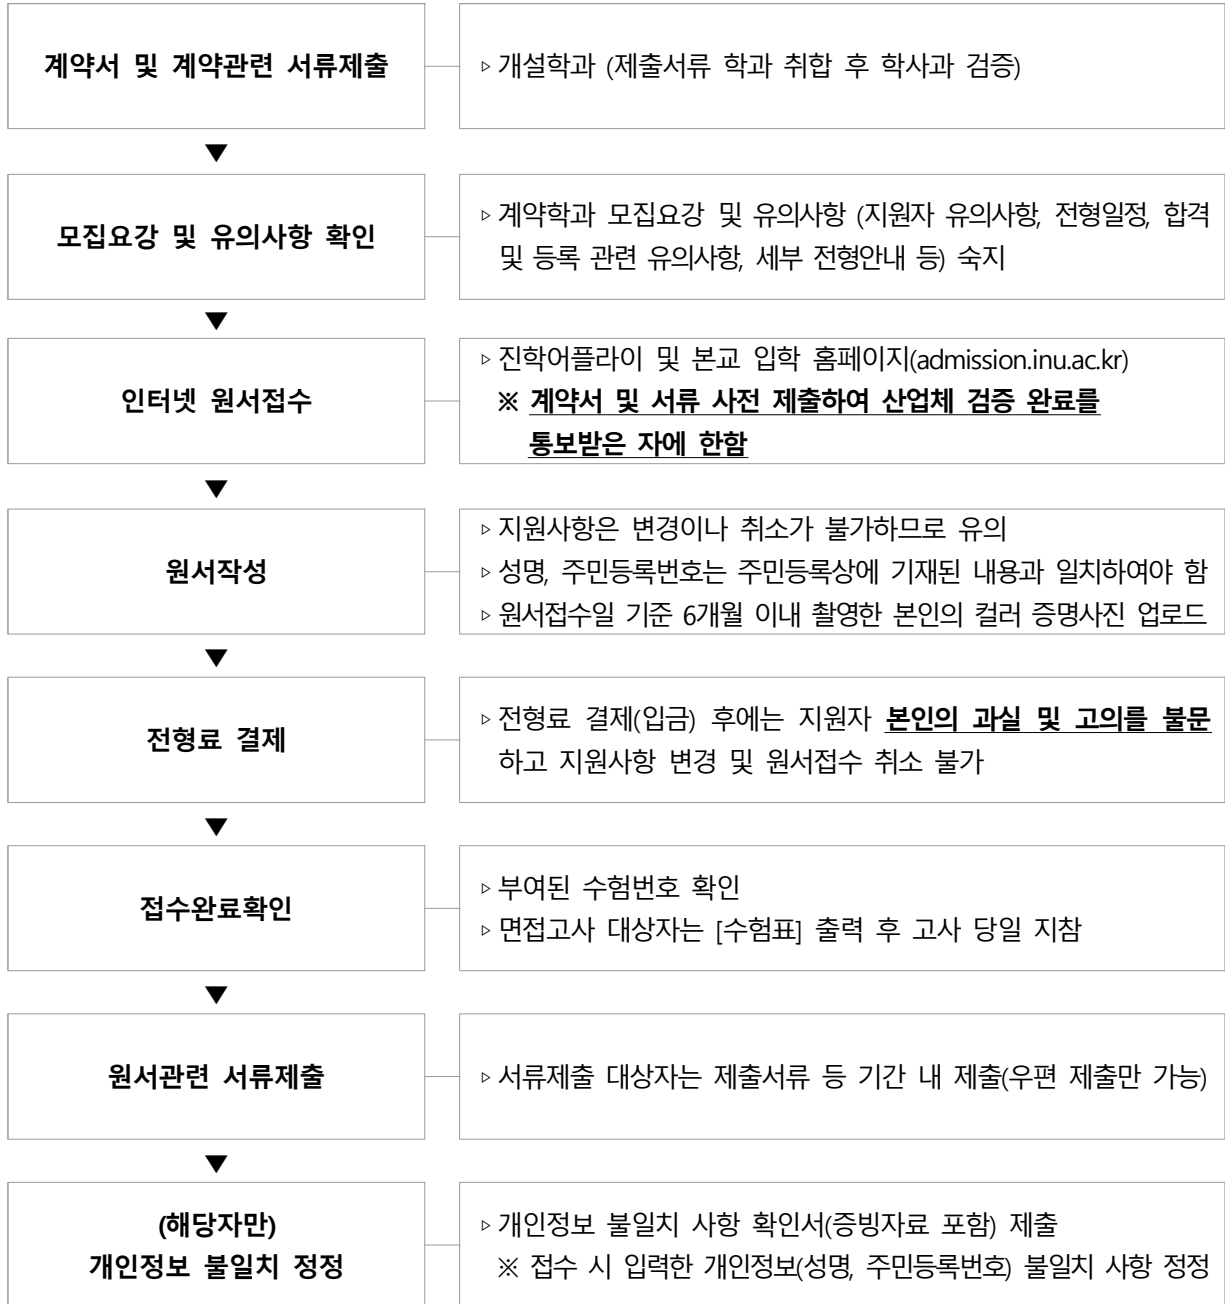 계약서 및 계약관련 서류제출
▹개설학과 (제출서류 학과 취합 후 학사과 검증)
▼
모집요강 및 유의사항 확인
▹계약학과 모집요강 및 유의사항 (지원자 유의사항, 전형일정, 합격
및 등록 관련 유의사항, 세부 전형안내 등) 숙지
▼
인터넷 원서접수
▹진학어플라이 및 본교 입학 홈페이지(admission.inu.ac.kr)
※ 계약서 및 서류 사전 제출하여 산업체 검증 완료를
통보받은 자에 한함
▼
원서작성
▹지원사항은 변경이나 취소가 불가하므로 유의
▹성명, 주민등록번호는 주민등록상에 기재된 내용과 일치하여야 함
▹원서접수일 기준 6개월 이내 촬영한 본인의 컬러 증명사진 업로드
▼
전형료 결제
▹전형료 결제(입금) 후에는 지원자 본인의 과실 및 고의를 불문
하고 지원사항 변경 및 원서접수 취소 불가
▼
접수완료확인
▹부여된 수험번호 확인
▹면접고사 대상자는 [수험표] 출력 후 고사 당일 지참
▼
원서관련 서류제출
▹서류제출 대상자는 제출서류 등 기간 내 제출(우편 제출만 가능)
▼
(해당자만)
개인정보 불일치 정정
▹개인정보 불일치 사항 확인서(증빙자료 포함) 제출
※ 접수 시 입력한 개인정보(성명, 주민등록번호) 불일치 사항 정정